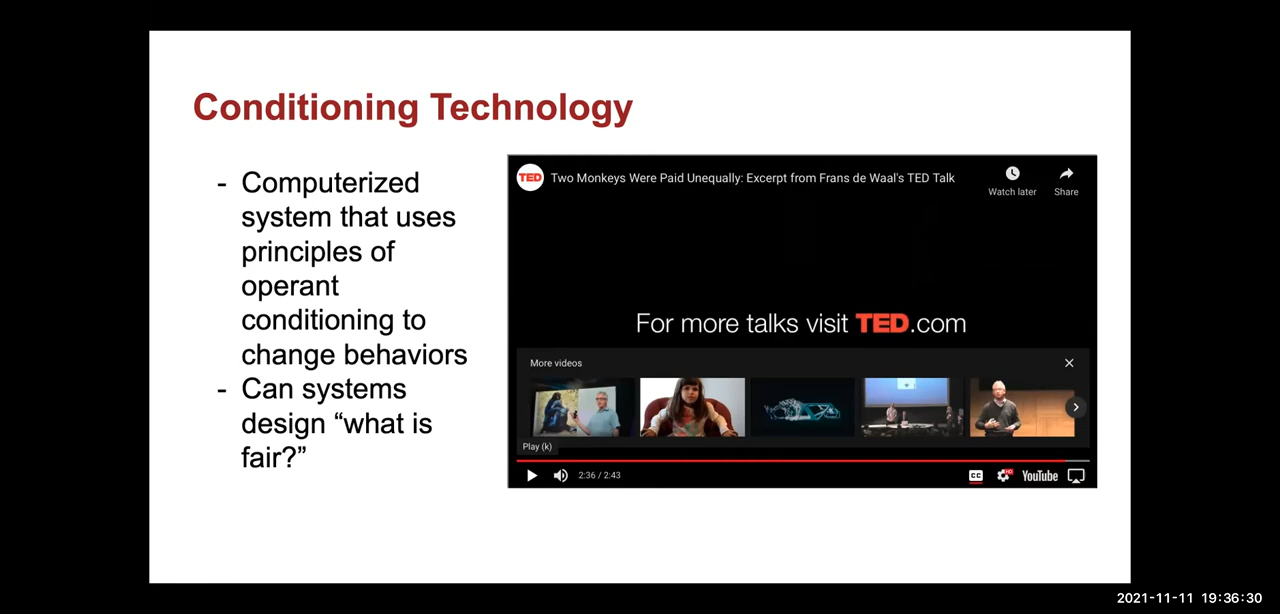 Conditioning Technology
- Computerized
system that uses
principles of
operant
conditioning to
change behaviors
- Can systems
design “what is
fair?”
TED
Two Monkeys Were Paid Unequally: Excerpt from Frans de Waal's TED Talk
Watch later
Share
For more talks visit TED.com
More videos
Play (k)
2:36 / 2:43
CC
HD
YouTube
2021-11-11 19:36:30